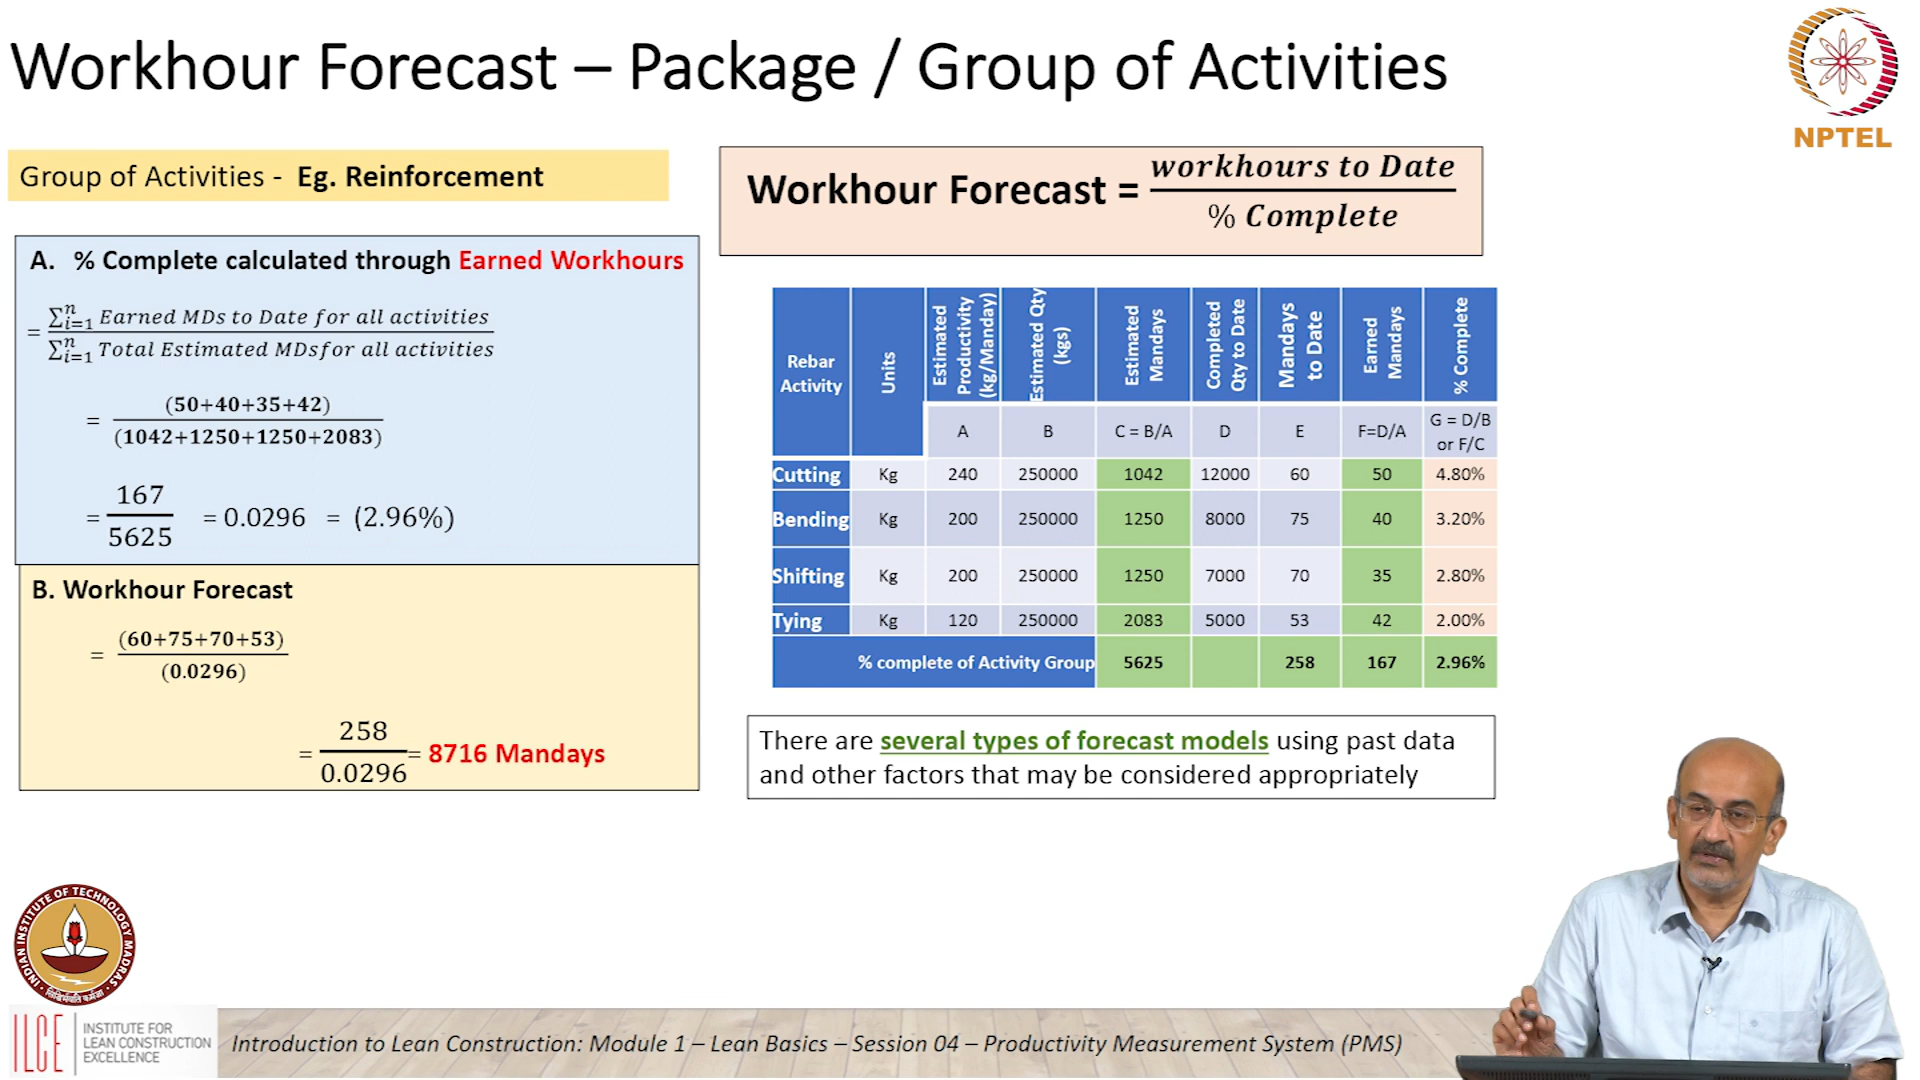 Workhour Forecast – Package / Group of Activities
NPTEL
Group of Activities - Eg. Reinforcement
A. % Complete calculated through Earned Workhours
= ∑ⁿᵢ₌₁ Earned MDs to Date for all activities
∑ⁿᵢ₌₁ Total Estimated MDsfor all activities
= (50+40+35+42)
(1042+1250+1250+2083)
= 167 = 0.0296 = (2.96%)
5625
B. Workhour Forecast
= (60+75+70+53)
(0.0296)
= 258 = 8716 Mandays
0.0296
Workhour Forecast = workhours to Date
% Complete
Rebar Activity Units Estimated Productivity (kg/Manday) Estimated Qty (kgs) Estimated Mandays Completed Qty to Date Mandays to Date Earned Mandays % Complete
A B C = B/A D E F=D/A G = D/B or F/C
Cutting Kg 240 250000 1042 12000 60 50 4.80%
Bending Kg 200 250000 1250 8000 75 40 3.20%
Shifting Kg 200 250000 1250 7000 70 35 2.80%
Tying Kg 120 250000 2083 5000 53 42 2.00%
% complete of Activity Group 5625 258 167 2.96%
There are several types of forecast models using past data
and other factors that may be considered appropriately
INDIAN INSTITUTE OF TECHNOLOGY MADRAS
ILCE
INSTITUTE FOR
LEAN CONSTRUCTION
EXCELLENCE
Introduction to Lean Construction: Module 1 – Lean Basics – Session 04 – Productivity Measurement System (PMS)